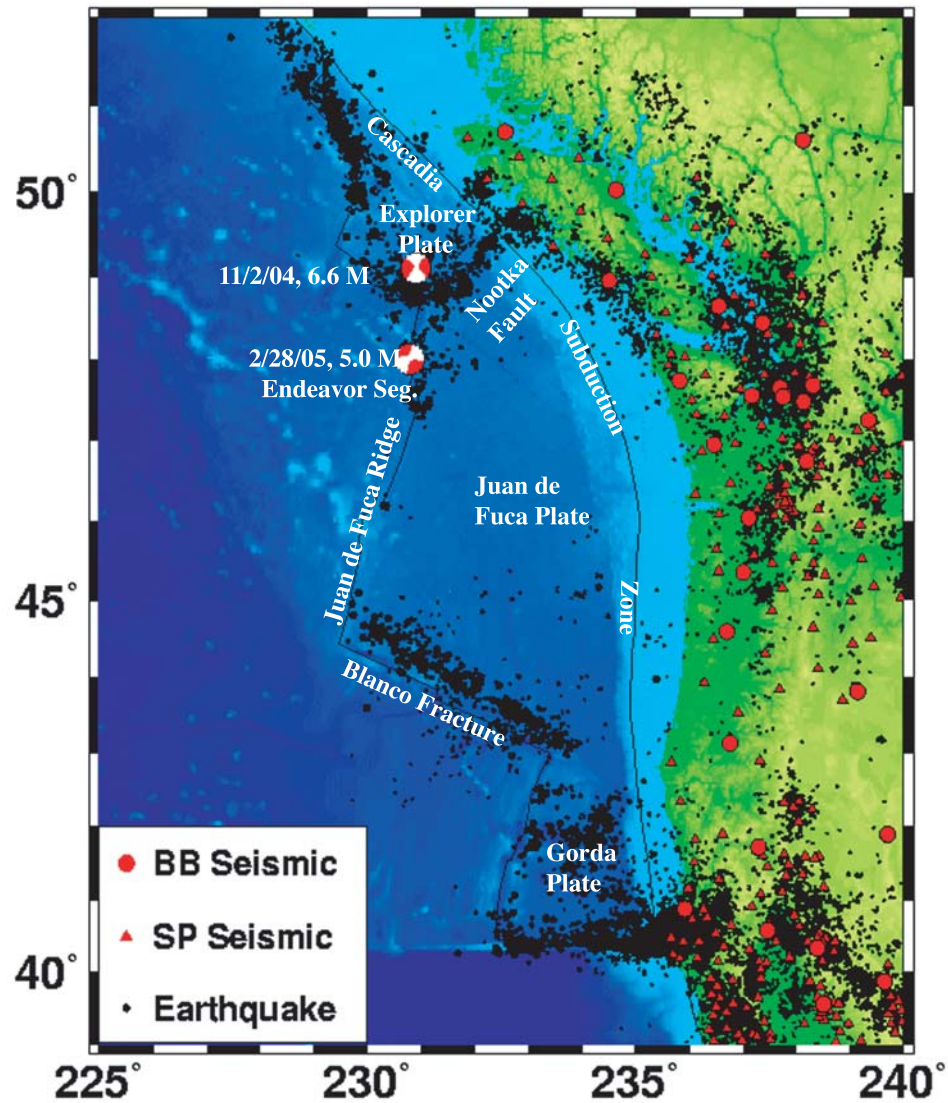 50°
45°
40°
Cascadia
Explorer
Plate
11/2/04, 6.6 M
Nootka
Fault
2/28/05, 5.0 M
Endeavor Seg.
Subduction
Zone
Juan de Fuca Ridge
Juan de
Fuca Plate
Blanco Fracture
Gorda
Plate
BB Seismic
SP Seismic
Earthquake
225°
230°
235°
240°